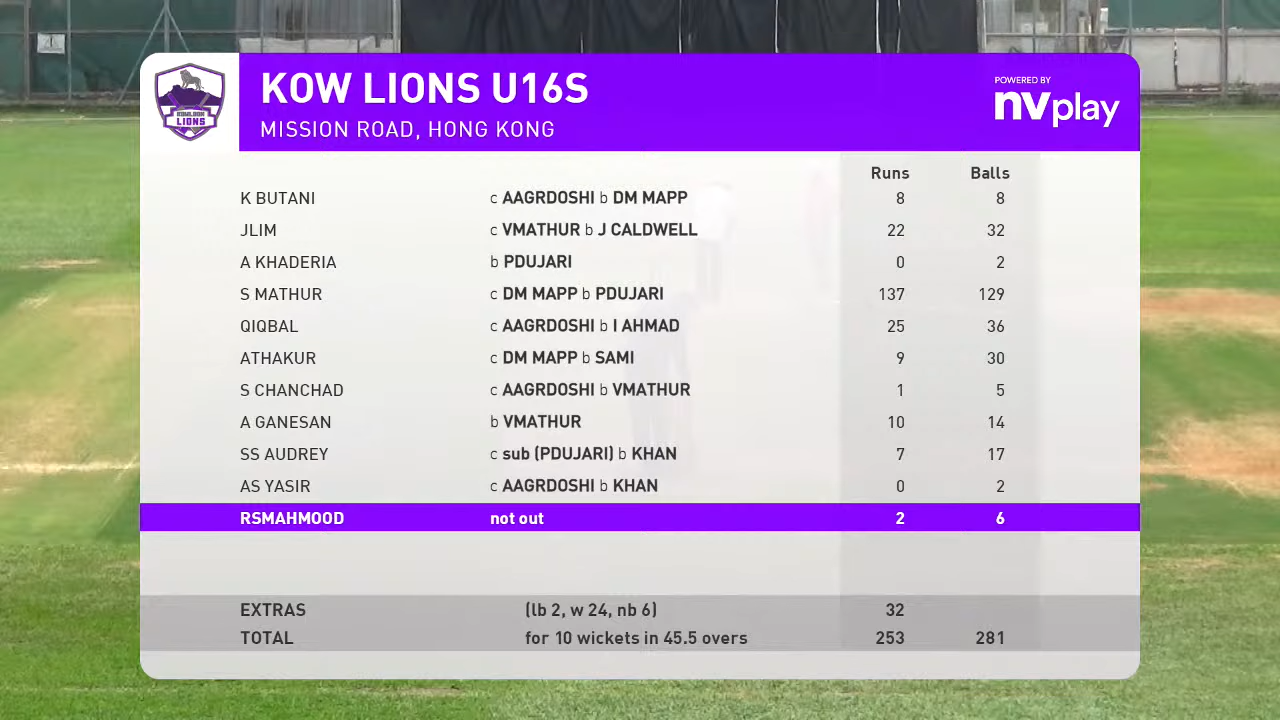 KOW LIONS U16S
MISSION ROAD, HONG KONG
POWERED BY
nvplay
KOWLOON
LIONS
Runs Balls
K BUTANI c AAGRDOSHI b DM MAPP 8 8
JLIM c VMATHUR b J CALDWELL 22 32
A KHADERIA b PDUJARI 0 2
S MATHUR c DM MAPP b PDUJARI 137 129
QIQBAL c AAGRDOSHI b I AHMAD 25 36
ATHAKUR c DM MAPP b SAMI 9 30
S CHANCHAD c AAGRDOSHI b VMATHUR 1 5
A GANESAN b VMATHUR 10 14
SS AUDREY c sub (PDUJARI) b KHAN 7 17
AS YASIR c AAGRDOSHI b KHAN 0 2
RSMAHMOOD not out 2 6
EXTRAS (lb 2, w 24, nb 6) 32
TOTAL for 10 wickets in 45.5 overs 253 281